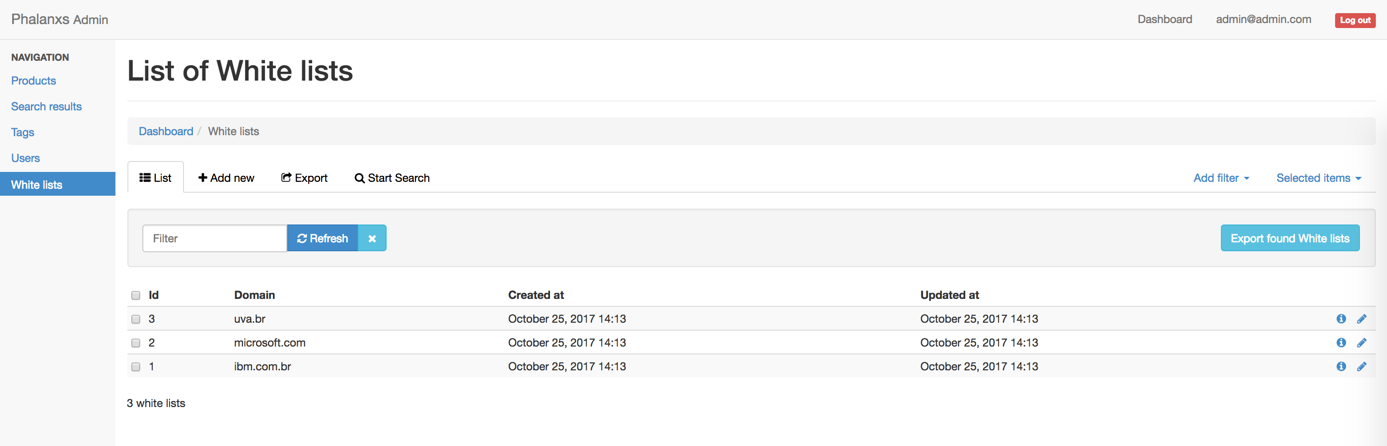 Phalanxs Admin
Dashboard admin@admin.com Log out
NAVIGATION
Products
Search results
Tags
Users
White lists
List of White lists
Dashboard / White lists
List Add new Export Start Search
Add filter Selected items
Filter Refresh
Export found White lists
Id Domain Created at Updated at
3 uva.br October 25, 2017 14:13 October 25, 2017 14:13
2 microsoft.com October 25, 2017 14:13 October 25, 2017 14:13
1 ibm.com.br October 25, 2017 14:13 October 25, 2017 14:13
3 white lists